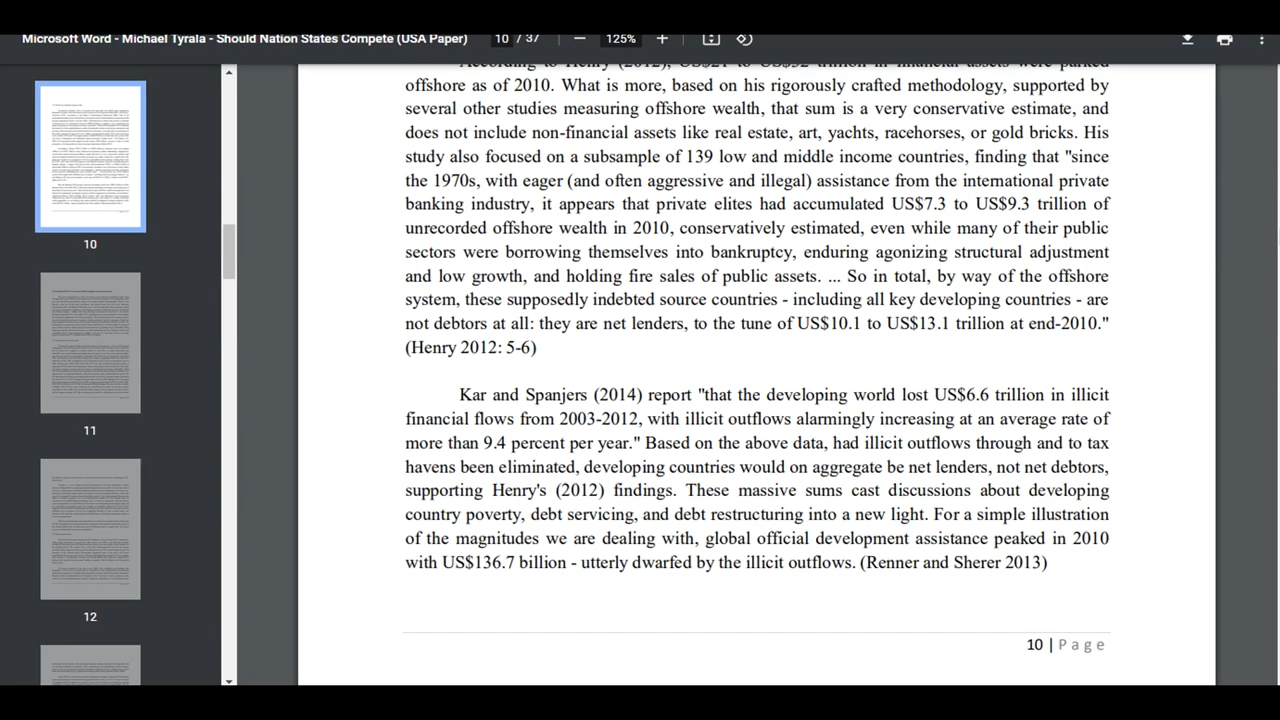 Microsoft Word - Michael Tyrala - Should Nation States Compete (USA Paper)
10 / 37
125%
According to Henry (2012), US$21 to US$32 trillion in financial assets were parked
offshore as of 2010. What is more, based on his rigorously crafted methodology, supported by
several other studies measuring offshore wealth, that sum is a very conservative estimate, and
does not include non-financial assets like real estate, art, yachts, racehorses, or gold bricks. His
study also focused on a subsample of 139 low and middle income countries, finding that "since
the 1970s, with eager (and often aggressive and illegal) assistance from the international private
banking industry, it appears that private elites had accumulated US$7.3 to US$9.3 trillion of
unrecorded offshore wealth in 2010, conservatively estimated, even while many of their public
sectors were borrowing themselves into bankruptcy, enduring agonizing structural adjustment
and low growth, and holding fire sales of public assets. ... So in total, by way of the offshore
system, these supposedly indebted source countries - including all key developing countries - are
not debtors at all: they are net lenders, to the tune of US$10.1 to US$13.1 trillion at end-2010."
(Henry 2012: 5-6)
Kar and Spanjers (2014) report "that the developing world lost US$6.6 trillion in illicit
financial flows from 2003-2012, with illicit outflows alarmingly increasing at an average rate of
more than 9.4 percent per year." Based on the above data, had illicit outflows through and to tax
havens been eliminated, developing countries would on aggregate be net lenders, not net debtors,
supporting Henry's (2012) findings. These massive sums cast discussions about developing
country poverty, debt servicing, and debt restructuring into a new light. For a simple illustration
of the magnitudes we are dealing with, global official development assistance peaked in 2010
with US$136.7 billion - utterly dwarfed by the illicit outflows. (Renner and Sherer 2013)
10 | Page
10
11
12